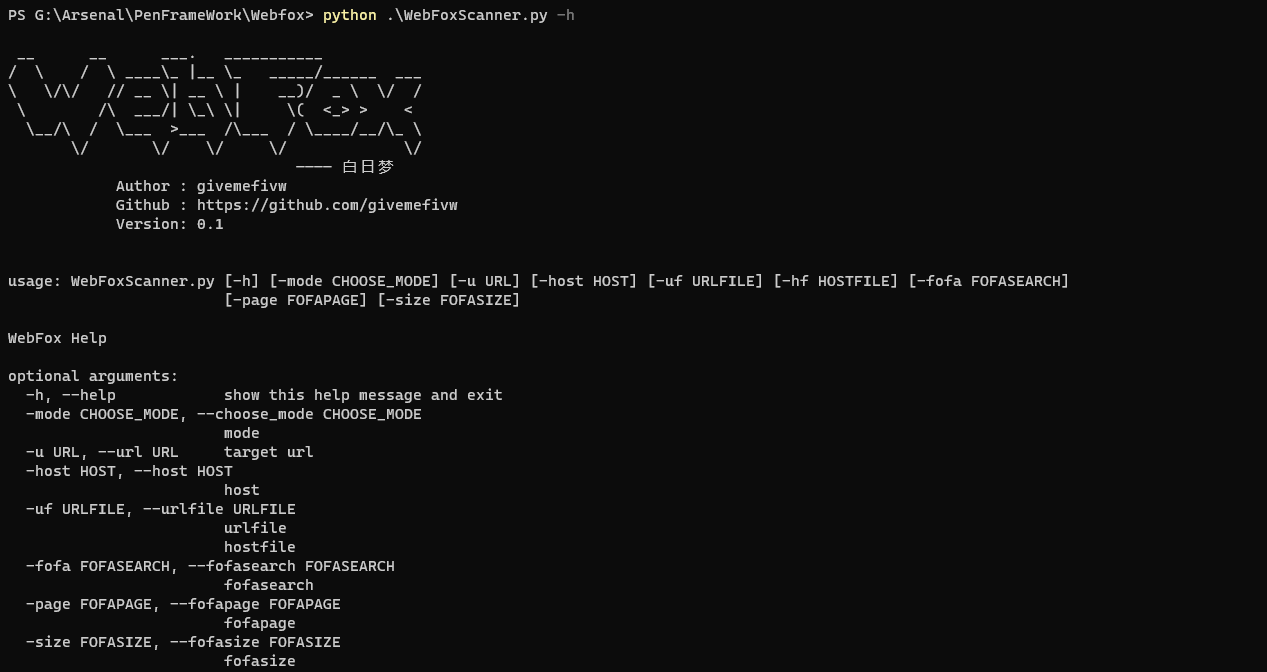 PS G:\Arsenal\PenFrameWork\Webfox> python .\WebFoxScanner.py -h
 __      __      ___.   ___________
/  \    /  \ ____\_ |__ \_   _____/______  ___
\   \/\/   // __ \| __ \ |    __)/  _ \  \/  /
 \        /\  ___/| \_\ \|     \(  <_> >    <
  \__/\  /  \___  >___  /\___  / \____/__/\_ \
       \/       \/    \/     \/             \/
                                ---- 白日梦
            Author : givemefivw
            Github : https://github.com/givemefivw
            Version: 0.1
usage: WebFoxScanner.py [-h] [-mode CHOOSE_MODE] [-u URL] [-host HOST] [-uf URLFILE] [-hf HOSTFILE] [-fofa FOFASEARCH]
                        [-page FOFAPAGE] [-size FOFASIZE]
WebFox Help
optional arguments:
  -h, --help            show this help message and exit
  -mode CHOOSE_MODE, --choose_mode CHOOSE_MODE
                        mode
  -u URL, --url URL     target url
  -host HOST, --host HOST
                        host
  -uf URLFILE, --urlfile URLFILE
                        urlfile
                        hostfile
  -fofa FOFASEARCH, --fofasearch FOFASEARCH
                        fofasearch
  -page FOFAPAGE, --fofapage FOFAPAGE
                        fofapage
  -size FOFASIZE, --fofasize FOFASIZE
                        fofasize